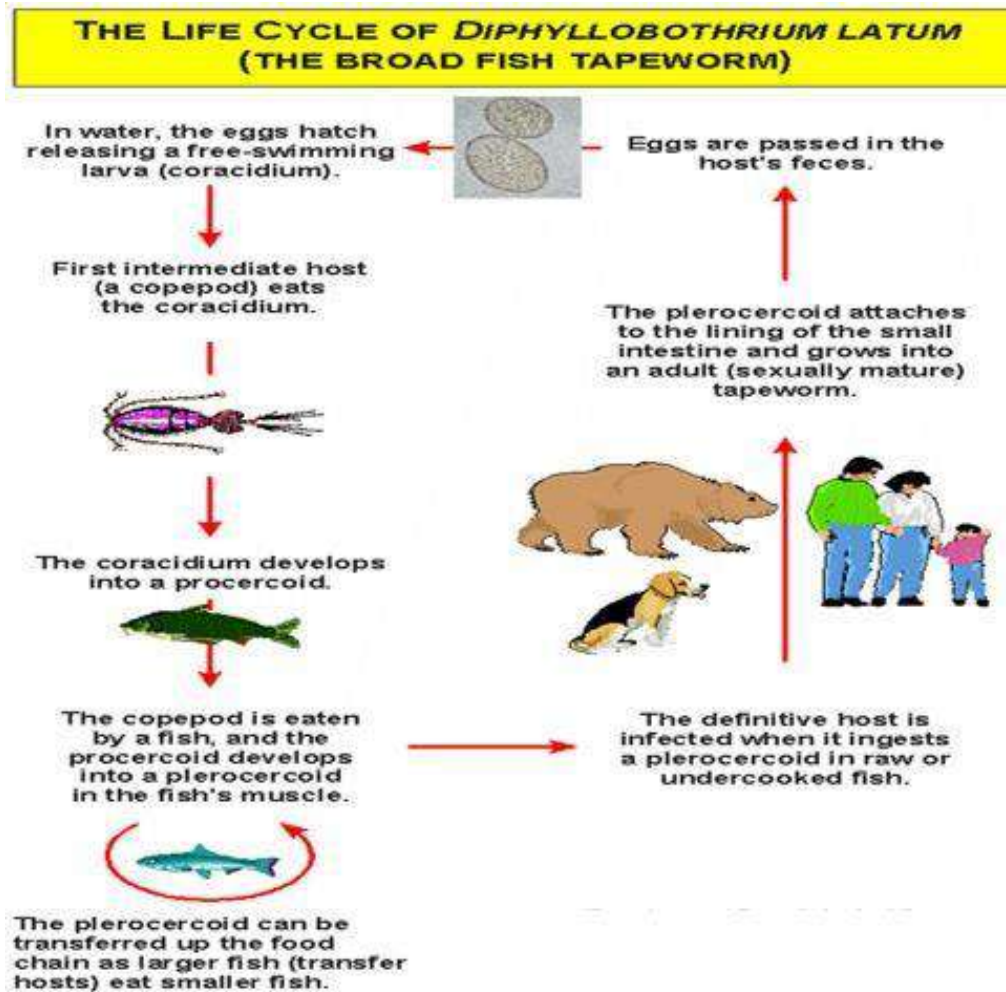 THE LIFE CYCLE OF DIPHYLLOBOTHRIUM LATUM
(THE BROAD FISH TAPEWORM)
In water, the eggs hatch
releasing a free-swimming
larva (coracidium).
First intermediate host
(a copepod) eats
the coracidium.
The coracidium develops
into a procercoid.
The copepod is eaten
by a fish, and the
procercoid develops
into a plerocercoid
in the fish's muscle.
The plerocercoid can be
transferred up the food
chain as larger fish (transfer
hosts) eat smaller fish.
The definitive host is
infected when it ingests
a plerocercoid in raw or
undercooked fish.
The plerocercoid attaches
to the lining of the small
intestine and grows into
an adult (sexually mature)
tapeworm.
Eggs are passed in the
host's feces.